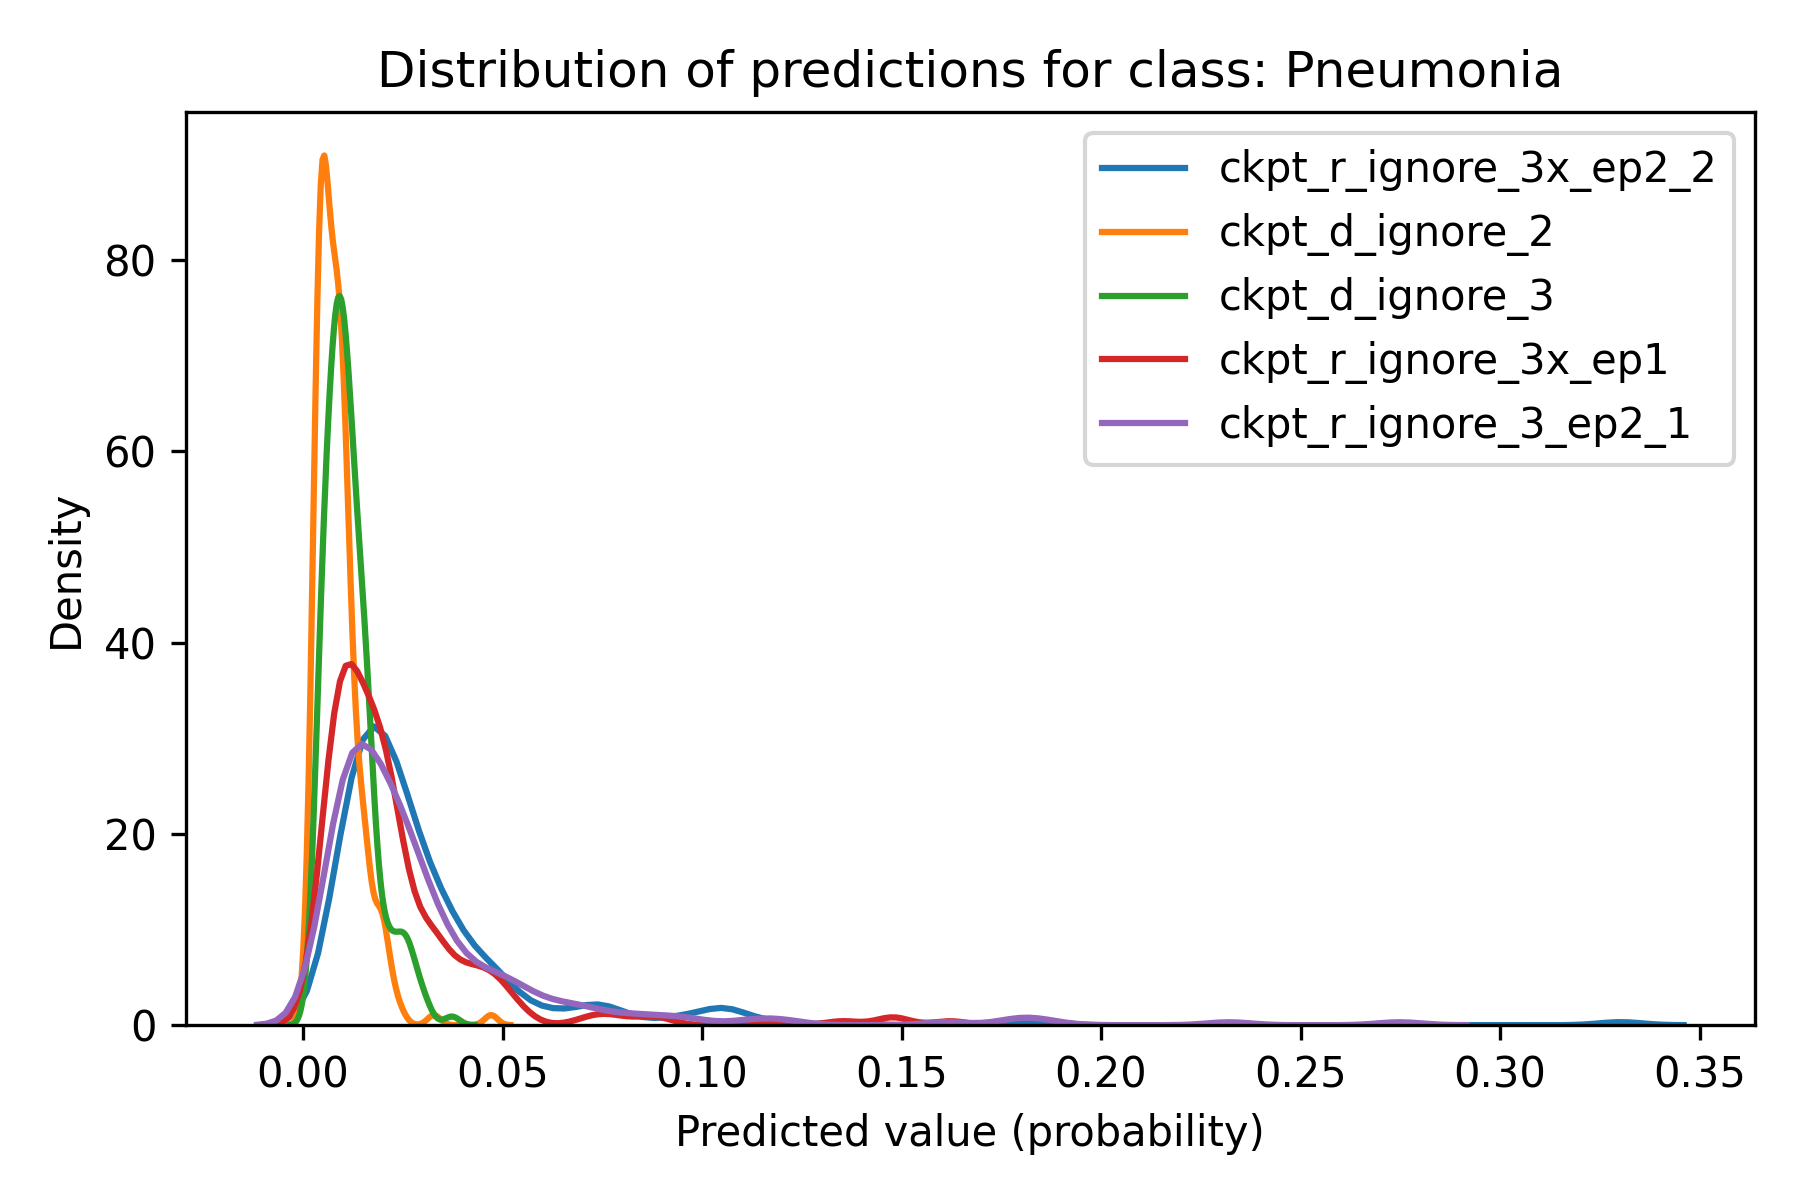 Distribution of predictions for class: Pneumonia
ckpt_r_ignore_3x_ep2_2
ckpt_d_ignore_2
ckpt_d_ignore_3
ckpt_r_ignore_3x_ep1
ckpt_r_ignore_3_ep2_1
Density
80
60
40
20
0
0.00 0.05 0.10 0.15 0.20 0.25 0.30 0.35
Predicted value (probability)